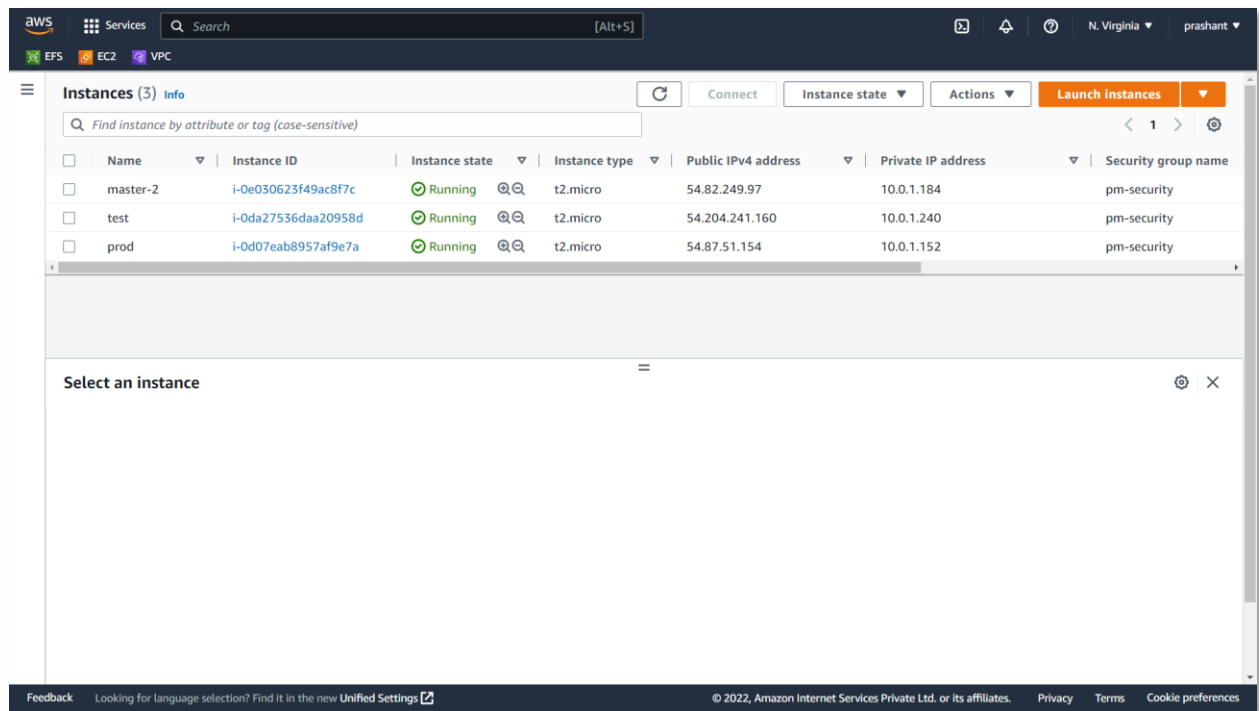 aws Services Search [Alt+S] N. Virginia ▼ prashant ▼
EFS EC2 VPC
Instances (3) Info Connect Instance state ▼ Actions ▼ Launch instances ▼
Find instance by attribute or tag (case-sensitive) < 1 >
Name Instance ID Instance state Instance type Public IPv4 address Private IP address Security group name
master-2 i-0e030623f49ac8f7c Running t2.micro 54.82.249.97 10.0.1.184 pm-security
test i-0da27536daa20958d Running t2.micro 54.204.241.160 10.0.1.240 pm-security
prod i-0d07eab8957af9e7a Running t2.micro 54.87.51.154 10.0.1.152 pm-security
Select an instance
Feedback Looking for language selection? Find it in the new Unified Settings © 2022, Amazon Internet Services Private Ltd. or its affiliates. Privacy Terms Cookie preferences